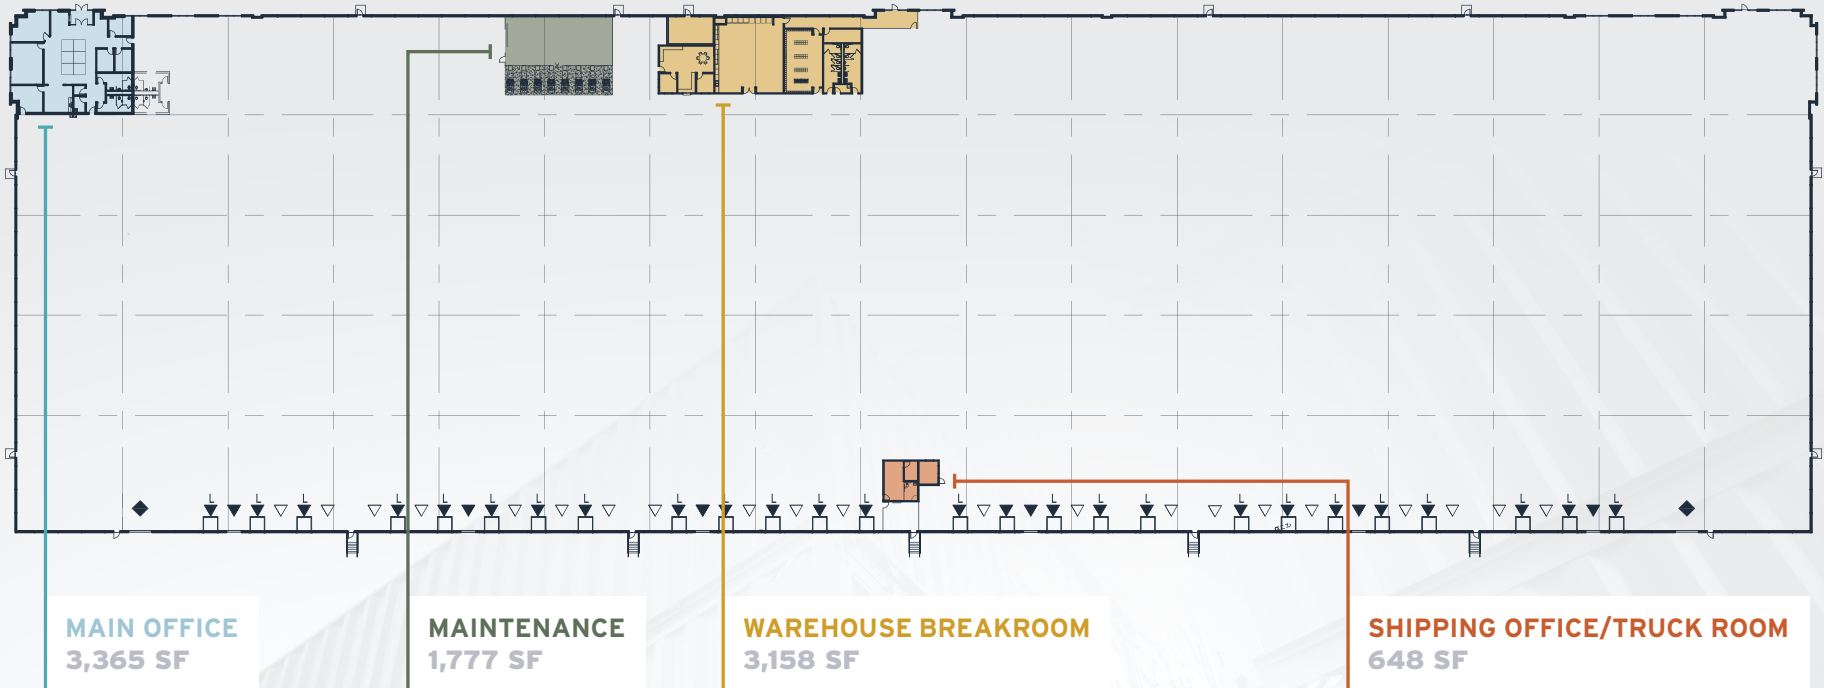 L L L L L L L L L L L L L L L L L L L L L L L L L
MAIN OFFICE
3,365 SF
MAINTENANCE
1,777 SF
WAREHOUSE BREAKROOM
3,158 SF
SHIPPING OFFICE/TRUCK ROOM
648 SF